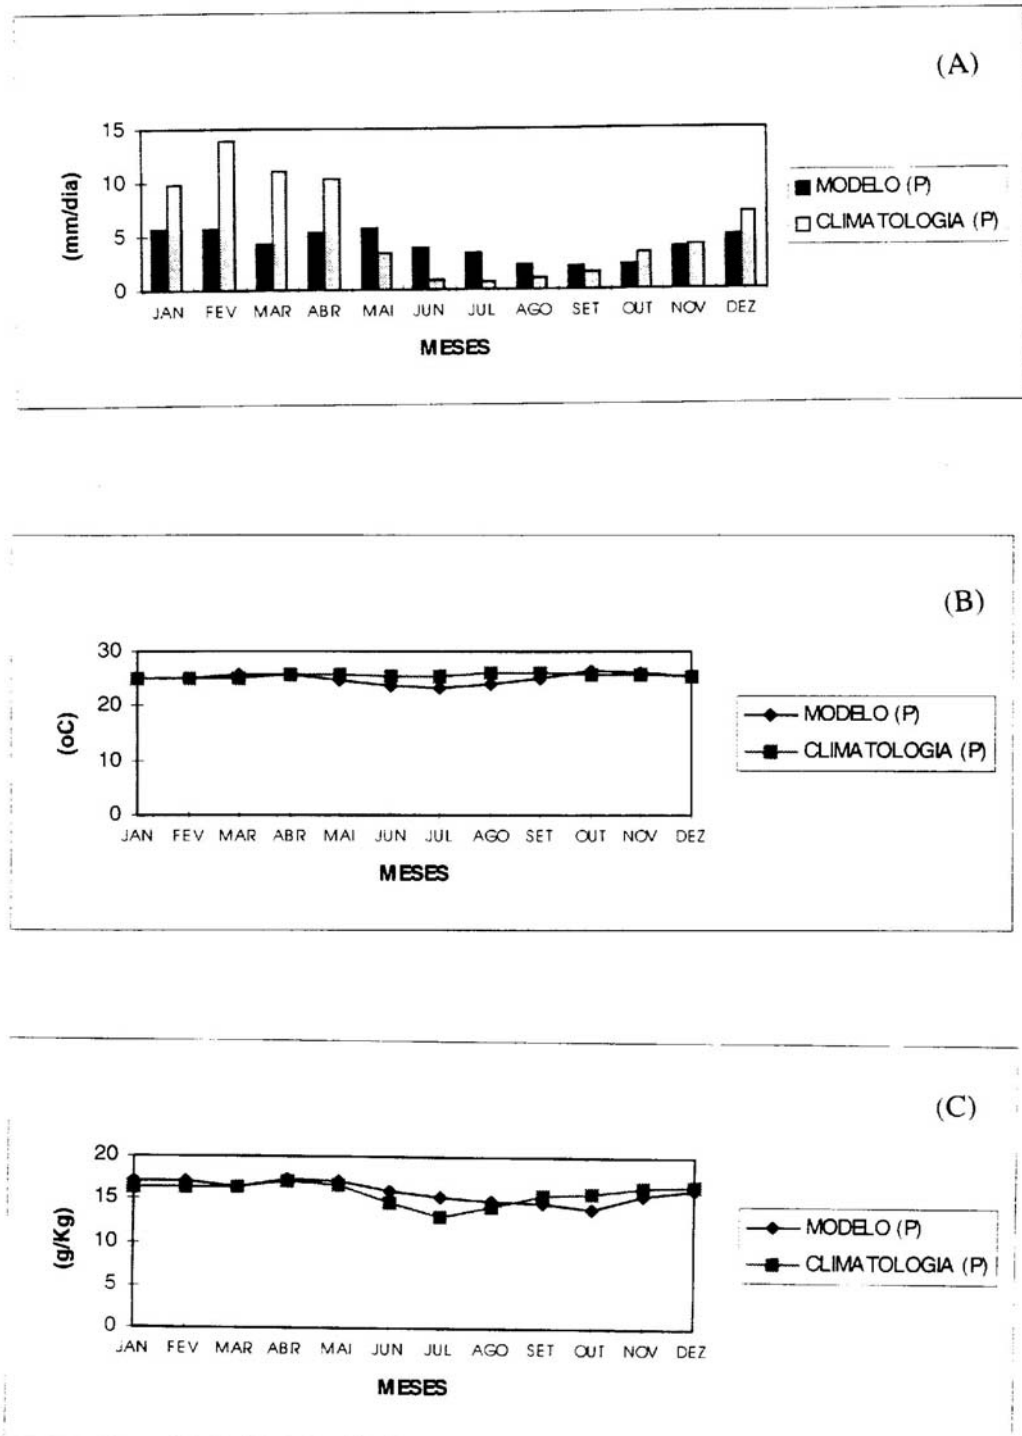 (A)
15
10
5
0
(mm/dia)
JAN FEV MAR ABR MAI JUN JUL AGO SET OUT NOV DEZ
MESES
MODELO (P)
CLIMATOLOGIA (P)
(B)
30
20
10
0
(oC)
JAN FEV MAR ABR MAI JUN JUL AGO SET OUT NOV DEZ
MESES
MODELO (P)
CLIMATOLOGIA (P)
(C)
20
15
10
5
0
(g/Kg)
JAN FEV MAR ABR MAI JUN JUL AGO SET OUT NOV DEZ
MESES
MODELO (P)
CLIMATOLOGIA (P)